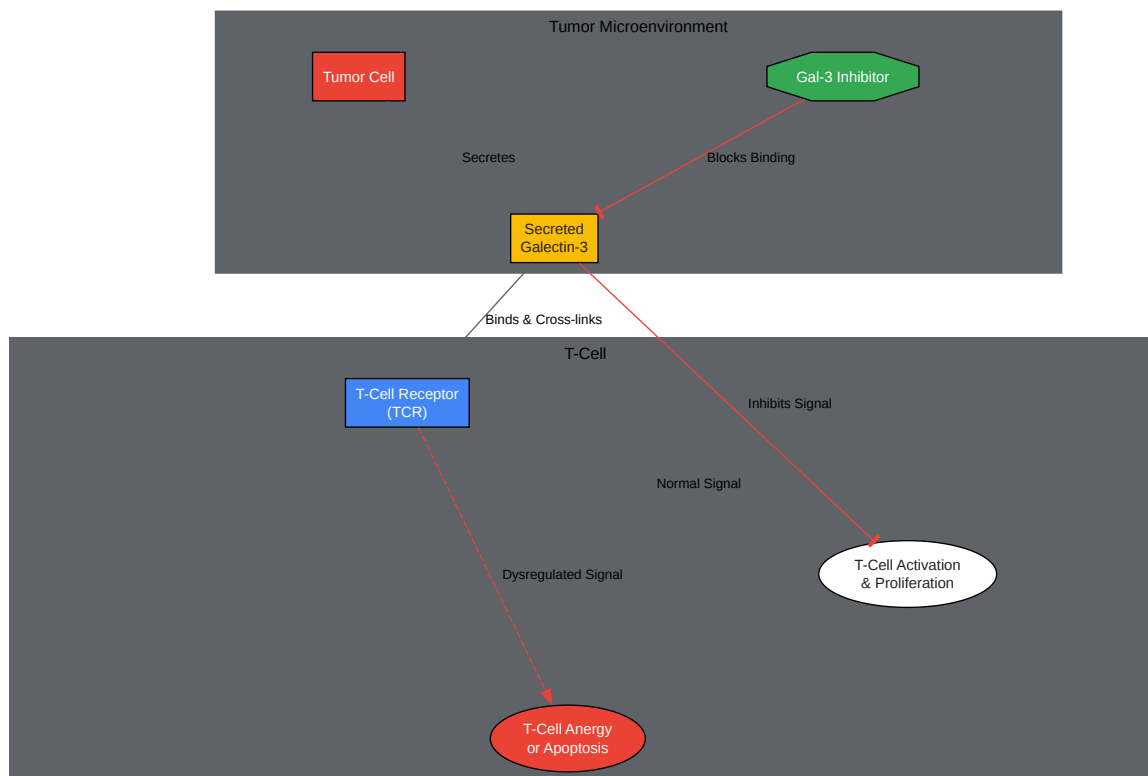 Tumor Microenvironment
Tumor Cell
Gal-3 Inhibitor
Secretes
Blocks Binding
Secreted
Galectin-3
Binds & Cross-links
T-Cell
T-Cell Receptor
(TCR)
Inhibits Signal
Normal Signal
Dysregulated Signal
T-Cell Activation
& Proliferation
T-Cell Anergy
or Apoptosis